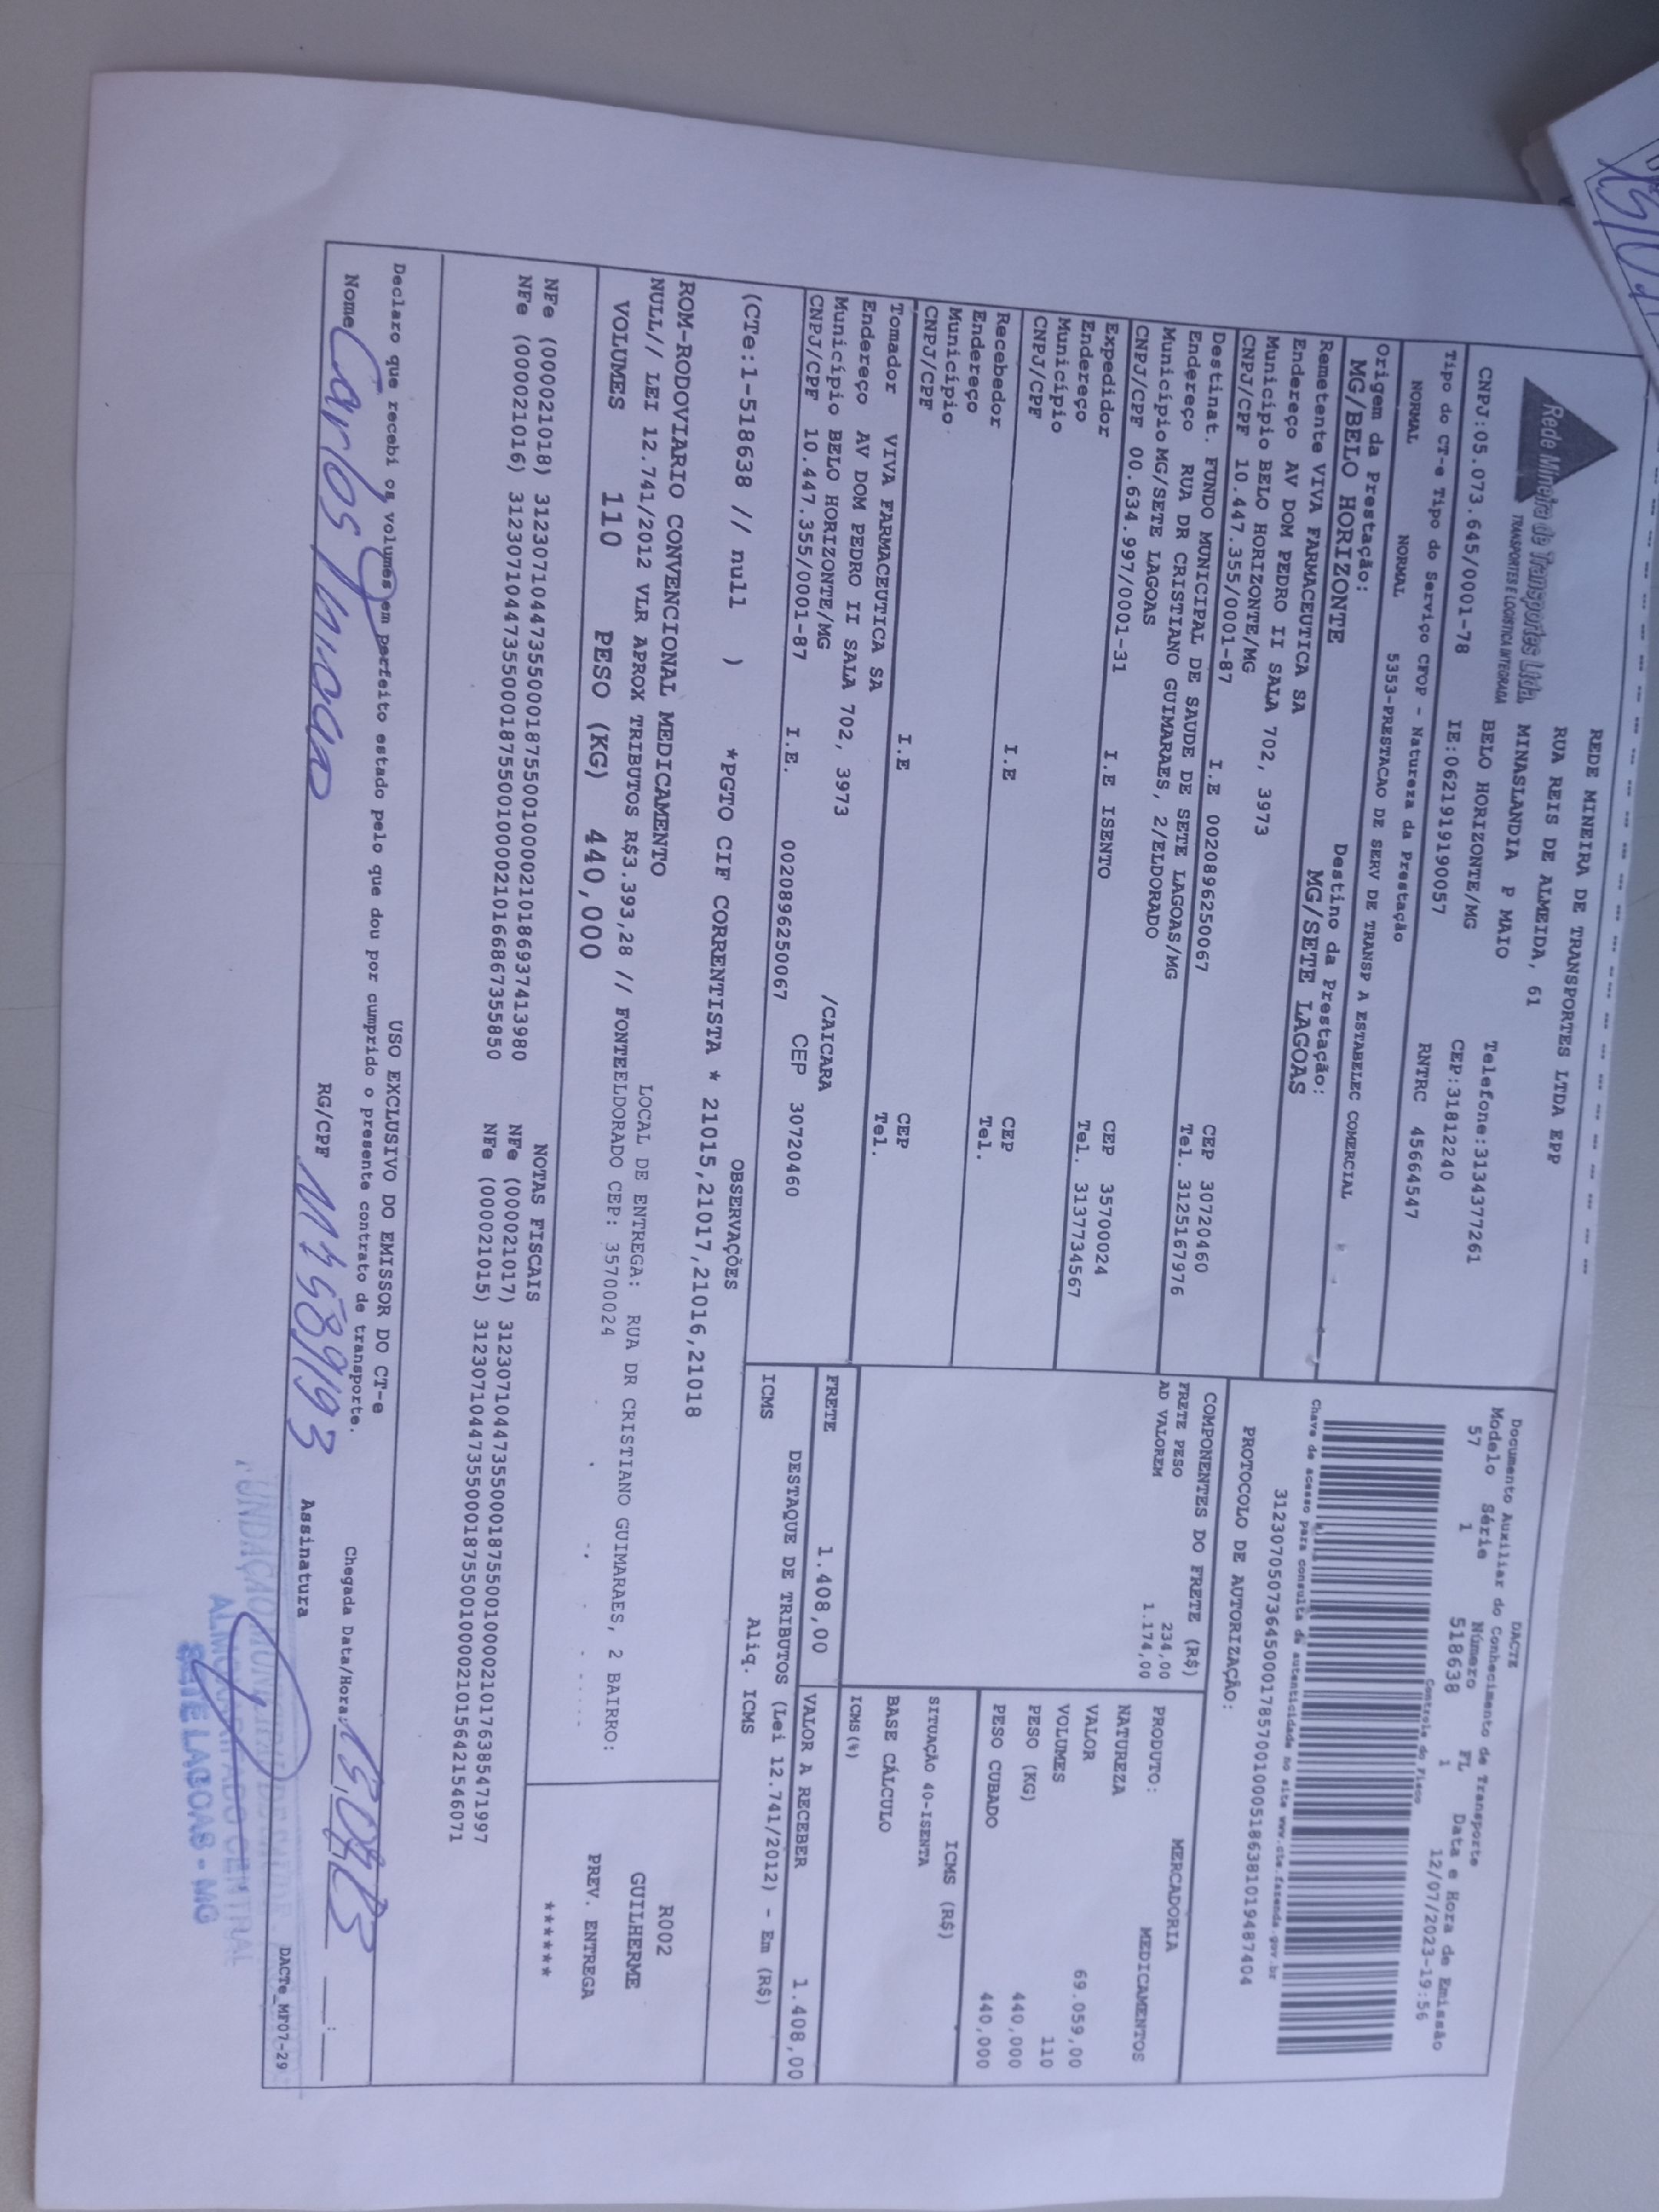 Rede Mineira de Transportes Ltda.
TRANSPORTES E LOGÍSTICA INTEGRADA
REDE MINEIRA DE TRANSPORTES LTDA EPP
RUA REIS DE ALMEIDA, 61
MINASLANDIA P MAIO Telefone:3134377261
BELO HORIZONTE/MG CEP:31812240
CNPJ:05.073.645/0001-78 IE:0621919190057 RNTRC 45664547
DACTE
Documento Auxiliar do Conhecimento de Transporte
Modelo Série Número FL Data e Hora de Emissão
57 1 518638 1 12/07/2023-19:56
Controle do Fisco
Tipo do CT-e Tipo do Serviço CFOP - Natureza da Prestação
NORMAL NORMAL 5353-PRESTACAO DE SERV DE TRANSP A ESTABELEC COMERCIAL
Chave de acesso para consulta de autenticidade no site www.cte.fazenda.gov.br
31230705073645000178570010005186381019487404
PROTOCOLO DE AUTORIZAÇÃO:
Origem da Prestação: Destino da Prestação:
MG/BELO HORIZONTE MG/SETE LAGOAS
Remetente VIVA FARMACEUTICA SA
Endereço AV DOM PEDRO II SALA 702, 3973
Município BELO HORIZONTE/MG CEP 30720460
CNPJ/CPF 10.447.355/0001-87 I.E 0020896250067 Tel. 3125167976
Destinat. FUNDO MUNICIPAL DE SAUDE DE SETE LAGOAS/MG
Endereço RUA DR CRISTIANO GUIMARAES, 2/ELDORADO
Município MG/SETE LAGOAS CEP 35700024
CNPJ/CPF 00.634.997/0001-31 I.E ISENTO Tel. 3137734567
Expedidor
Endereço
Município CEP
CNPJ/CPF I.E Tel.
Recebedor
Endereço
Município CEP
CNPJ/CPF I.E Tel.
Tomador VIVA FARMACEUTICA SA
Endereço AV DOM PEDRO II SALA 702, 3973 /CAICARA
Município BELO HORIZONTE/MG CEP 30720460
CNPJ/CPF 10.447.355/0001-87 I.E. 0020896250067
COMPONENTES DO FRETE (R$)
FRETE PESO 234,00
AD VALOREM 1.174,00
MERCADORIA
PRODUTO: MEDICAMENTOS
NATUREZA
VALOR 69.059,00
VOLUMES 110
PESO (KG) 440,000
PESO CUBADO 440,000
ICMS (R$)
SITUAÇÃO 40-ISENTA
BASE CÁLCULO
ICMS(%)
FRETE 1.408,00 VALOR A RECEBER 1.408,00
DESTAQUE DE TRIBUTOS (Lei 12.741/2012) - Em (R$)
ICMS Aliq. ICMS
OBSERVAÇÕES
(CTe:1-518638 // null ) *PGTO CIF CORRENTISTA * 21015,21017,21016,21018
ROM-RODOVIARIO CONVENCIONAL MEDICAMENTO
LOCAL DE ENTREGA: RUA DR CRISTIANO GUIMARAES, 2 BAIRRO:
NULL// LEI 12.741/2012 VLR APROX TRIBUTOS R$3.393,28 // FONTEELDORADO CEP: 35700024
VOLUMES 110 PESO (KG) 440,000
R002
GUILHERME
PREV. ENTREGA
******
NOTAS FISCAIS
NFe (000021018) 31230710447355000187550010000210186937413980 NFe (000021017) 31230710447355000187550010000210176385471997
NFe (000021016) 31230710447355000187550010000210166867355850 NFe (000021015) 31230710447355000187550010000210156421546071
USO EXCLUSIVO DO EMISSOR DO CT-e
Declaro que recebi os volumes em perfeito estado pelo que dou por cumprido o presente contrato de transporte.
Chegada Data/Hora:
Nome Carlos RG/CPF Assinatura
DACTe_MF07-29
FUNDAÇÃO MUNICIPAL DE SAÚDE
ALMOXARIFADO CENTRAL
SETE LAGOAS - MG